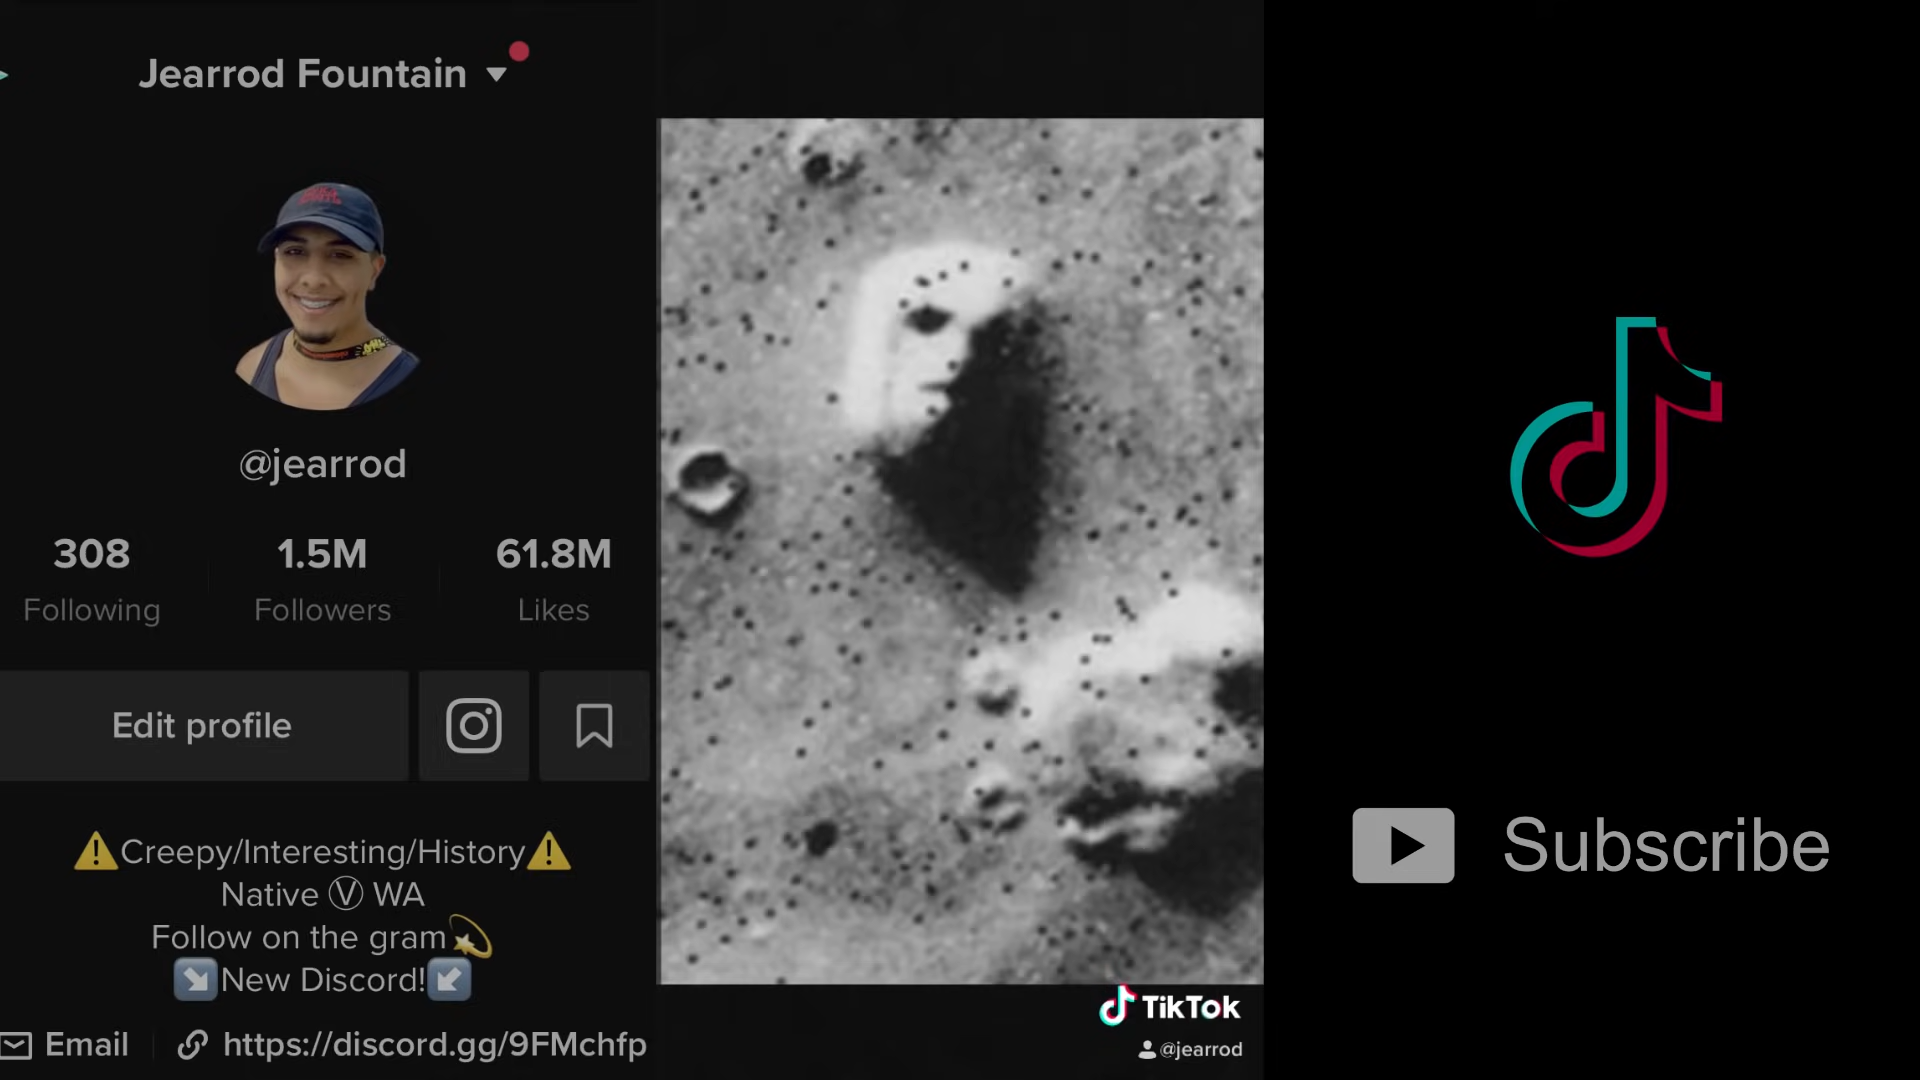 Jearrod Fountain
@jearrod
308
1.5M
61.8M
Following
Followers
Likes
Edit profile
⚠️Creepy/Interesting/History⚠️
Native Ⓥ WA
Follow on the gram💫
↘️New Discord!↙️
Email
https://discord.gg/9FMchfp
TikTok
@jearrod
Subscribe